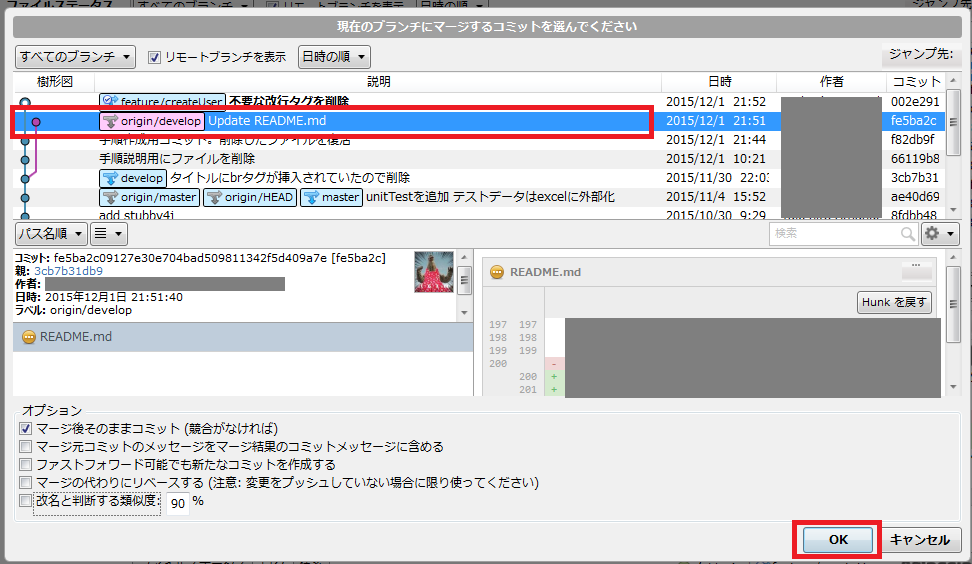 現在のブランチにマージするコミットを選んでください
すべてのブランチ リモートブランチを表示 日時の順 ジャンプ先:
樹形図 説明 日時 作者 コミット
feature/createUser 不要な改行タグを削除 2015/12/1 21:52 002e291
origin/develop Update README.md 2015/12/1 21:51 fe5ba2c
手順作成用コミット。削除したファイルを復活 2015/12/1 21:44 f82db9f
手順説明用にファイルを削除 2015/12/1 10:21 66119b8
develop タイトルにbrタグが挿入されていたので削除 2015/11/30 22:03 3cb7b31
origin/master origin/HEAD master unitTestを追加 テストデータはexcelに外部化 2015/11/4 15:52 ae40d69
add stubby4j 2015/10/30 9:29 8fdbb48
パス名順 検索
コミット: fe5ba2c09127e30e704bad509811342f5d409a7e [fe5ba2c]
親: 3cb7b31db9
作者:
日時: 2015年12月1日 21:51:40
ラベル: origin/develop
README.md
README.md
Hunk を戻す
197 197
198 198
199 199
200 -
200 +
201 +
オプション
マージ後そのままコミット (競合がなければ)
マージ元コミットのメッセージをマージ結果のコミットメッセージに含める
ファストフォワード可能でも新たなコミットを作成する
マージの代わりにリベースする (注意: 変更をプッシュしていない場合に限り使ってください)
改名と判断する類似度: 90 %
OK キャンセル